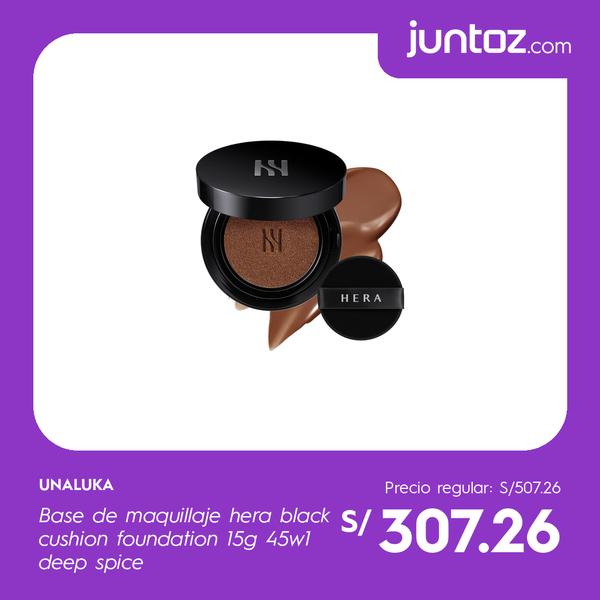 juntoz.com
HERA
UNALUKA
Precio regular: S/507.26
Base de maquillaje hera black
cushion foundation 15g 45w1
deep spice
S/ 307.26